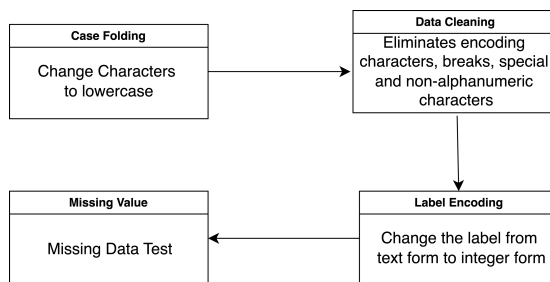 Case Folding
Change Characters
to lowercase
Data Cleaning
Eliminates encoding
characters, breaks, special
and non-alphanumeric
characters
Label Encoding
Change the label from
text form to integer form
Missing Value
Missing Data Test